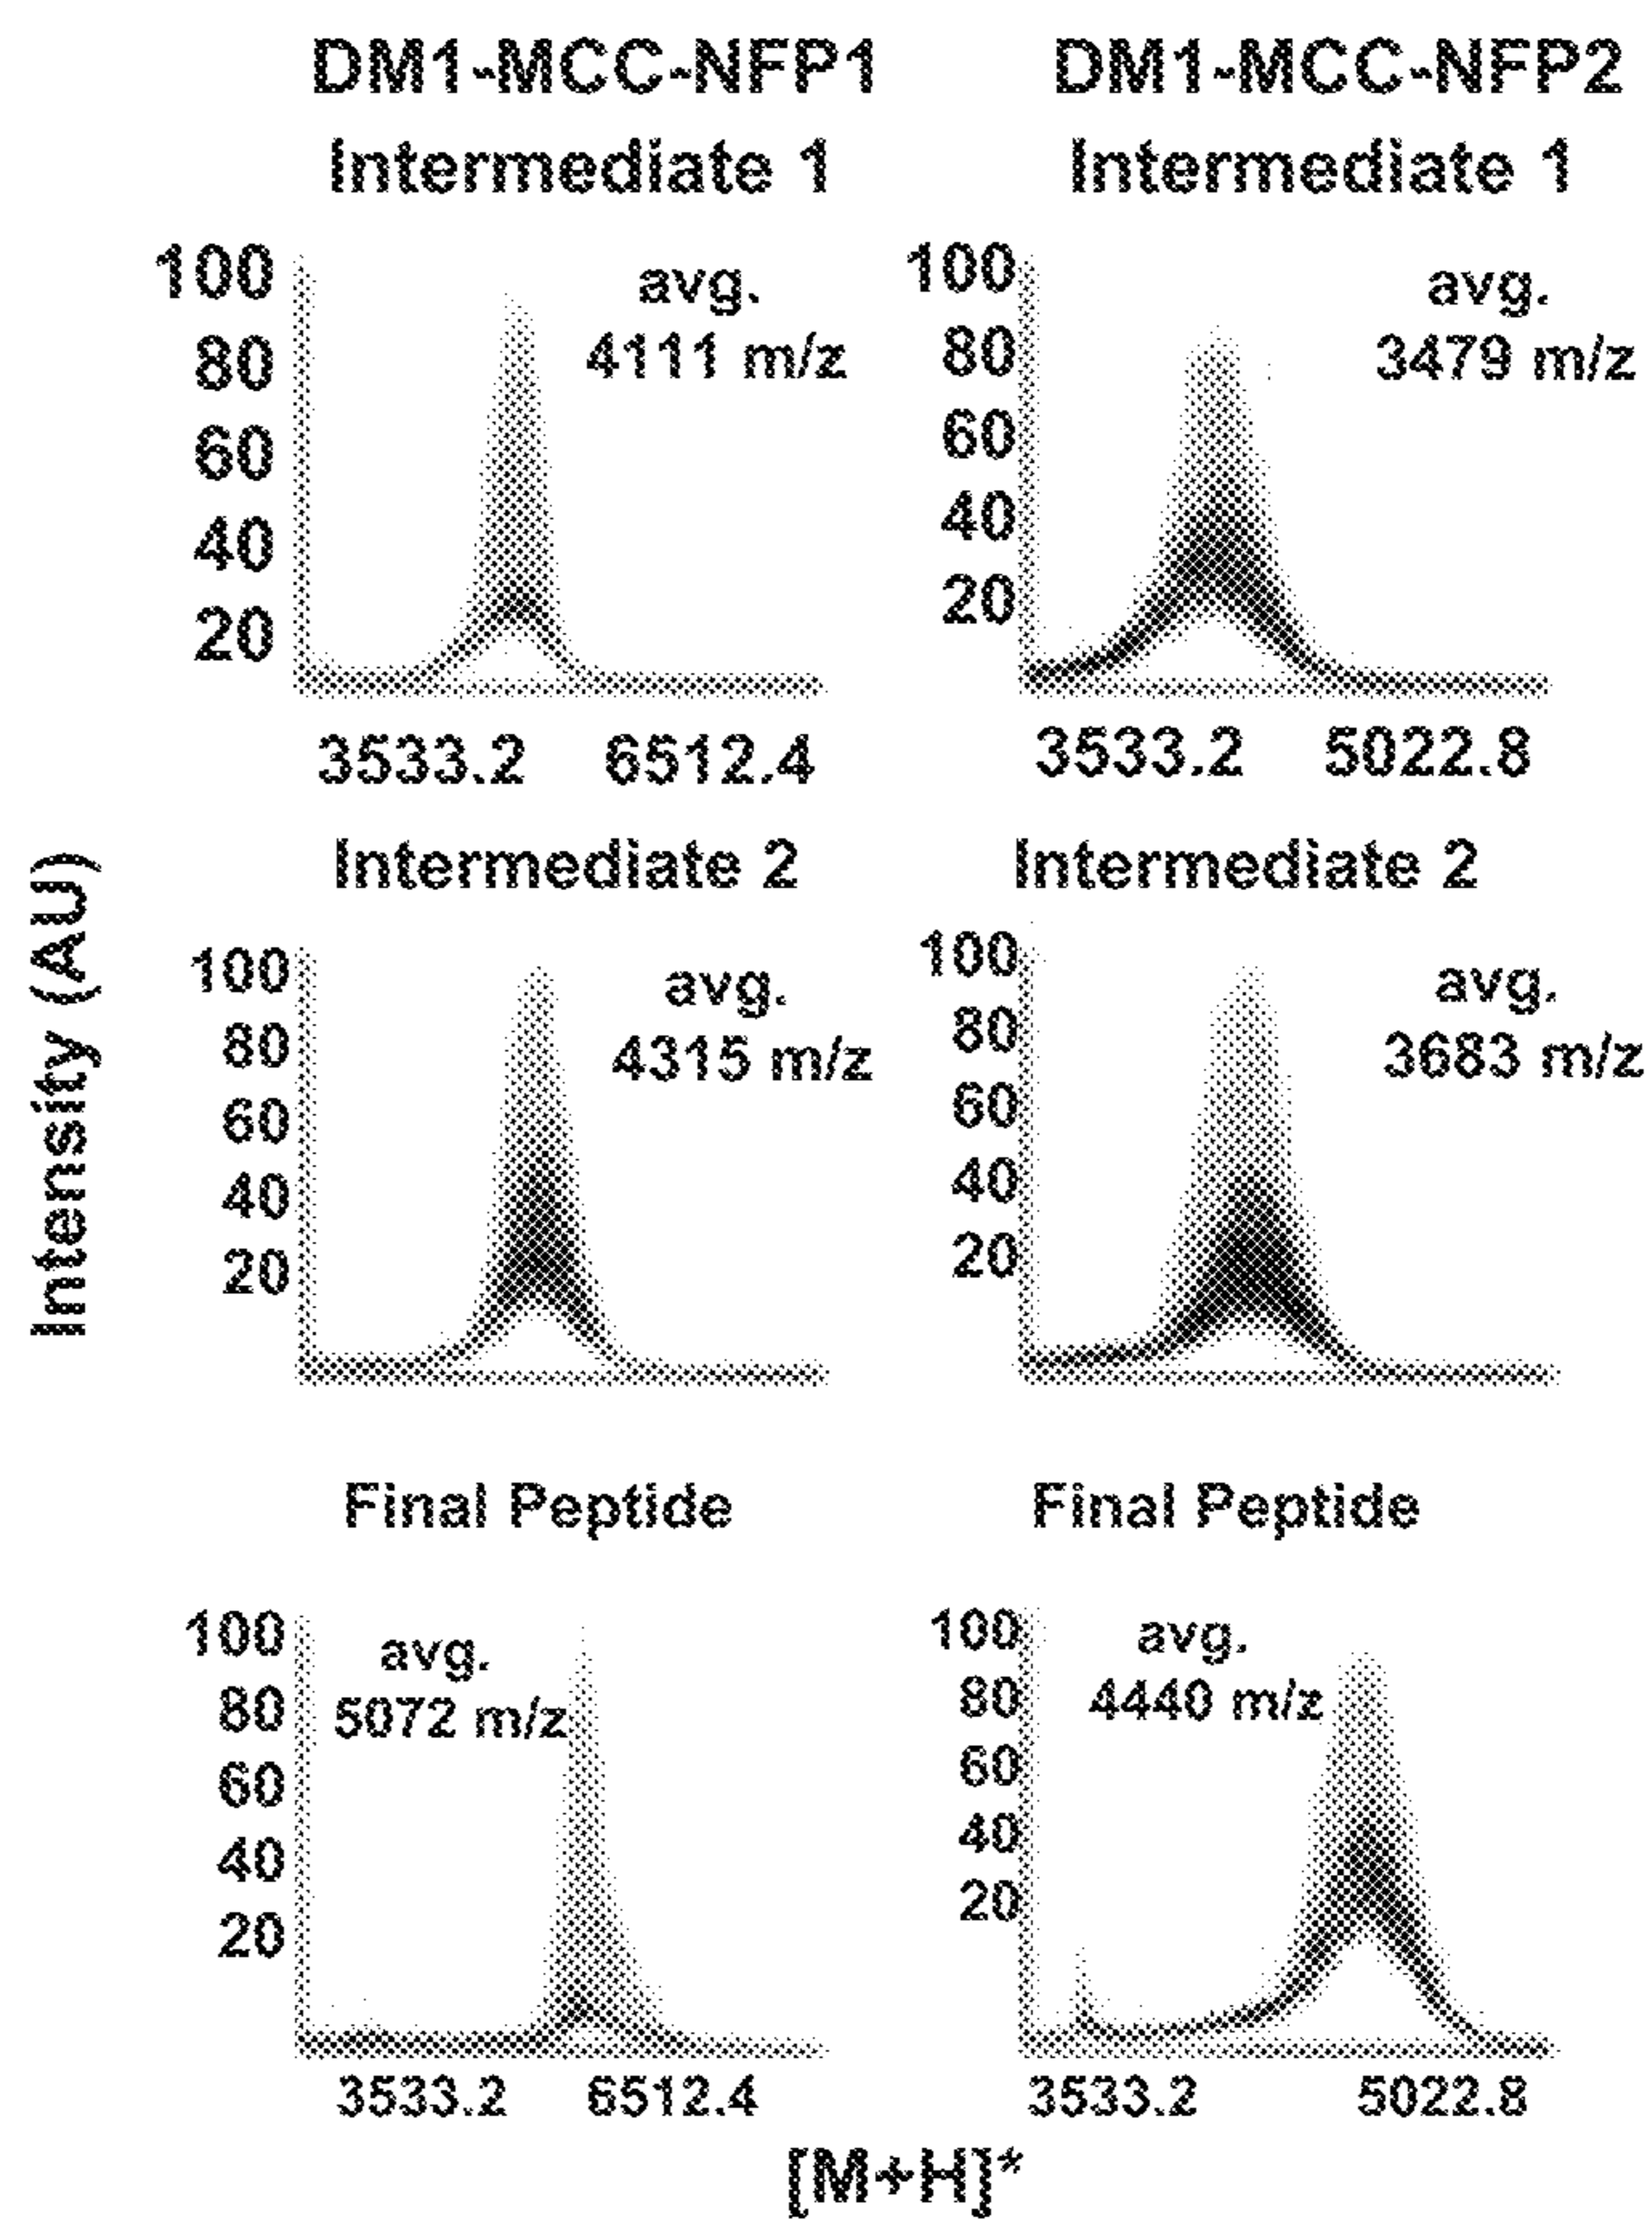 DM1-MCC-NFP1
DM1-MCC-NFP2
Intermediate 1
Intermediate 1
100
80
60
40
20
avg.
4111 m/z
3533.2
6512.4
100
80
60
40
20
avg.
3479 m/z
3533.2
5022.8
Intensity (AU)
Intermediate 2
Intermediate 2
100
80
60
40
20
avg.
4315 m/z
100
80
60
40
20
avg.
3683 m/z
Final Peptide
Final Peptide
100
80
60
40
20
avg.
5072 m/z
3533.2
6512.4
100
80
60
40
20
avg.
4440 m/z
3533.2
5022.8
[M+H]*